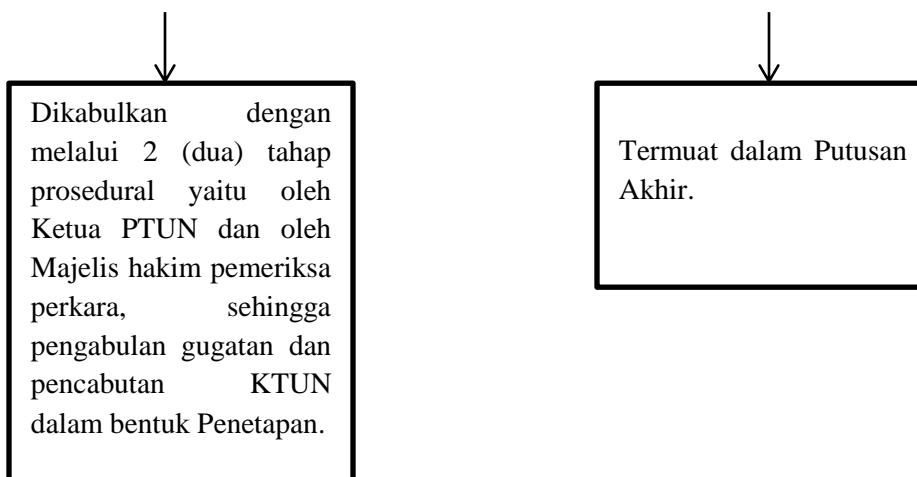 Dikabulkan dengan
melalui 2 (dua) tahap
prosedural yaitu oleh
Ketua PTUN dan oleh
Majelis hakim pemeriksa
perkara, sehingga
pengabulan gugatan dan
pencabutan KTUN
dalam bentuk Penetapan.
Termuat dalam Putusan
Akhir.